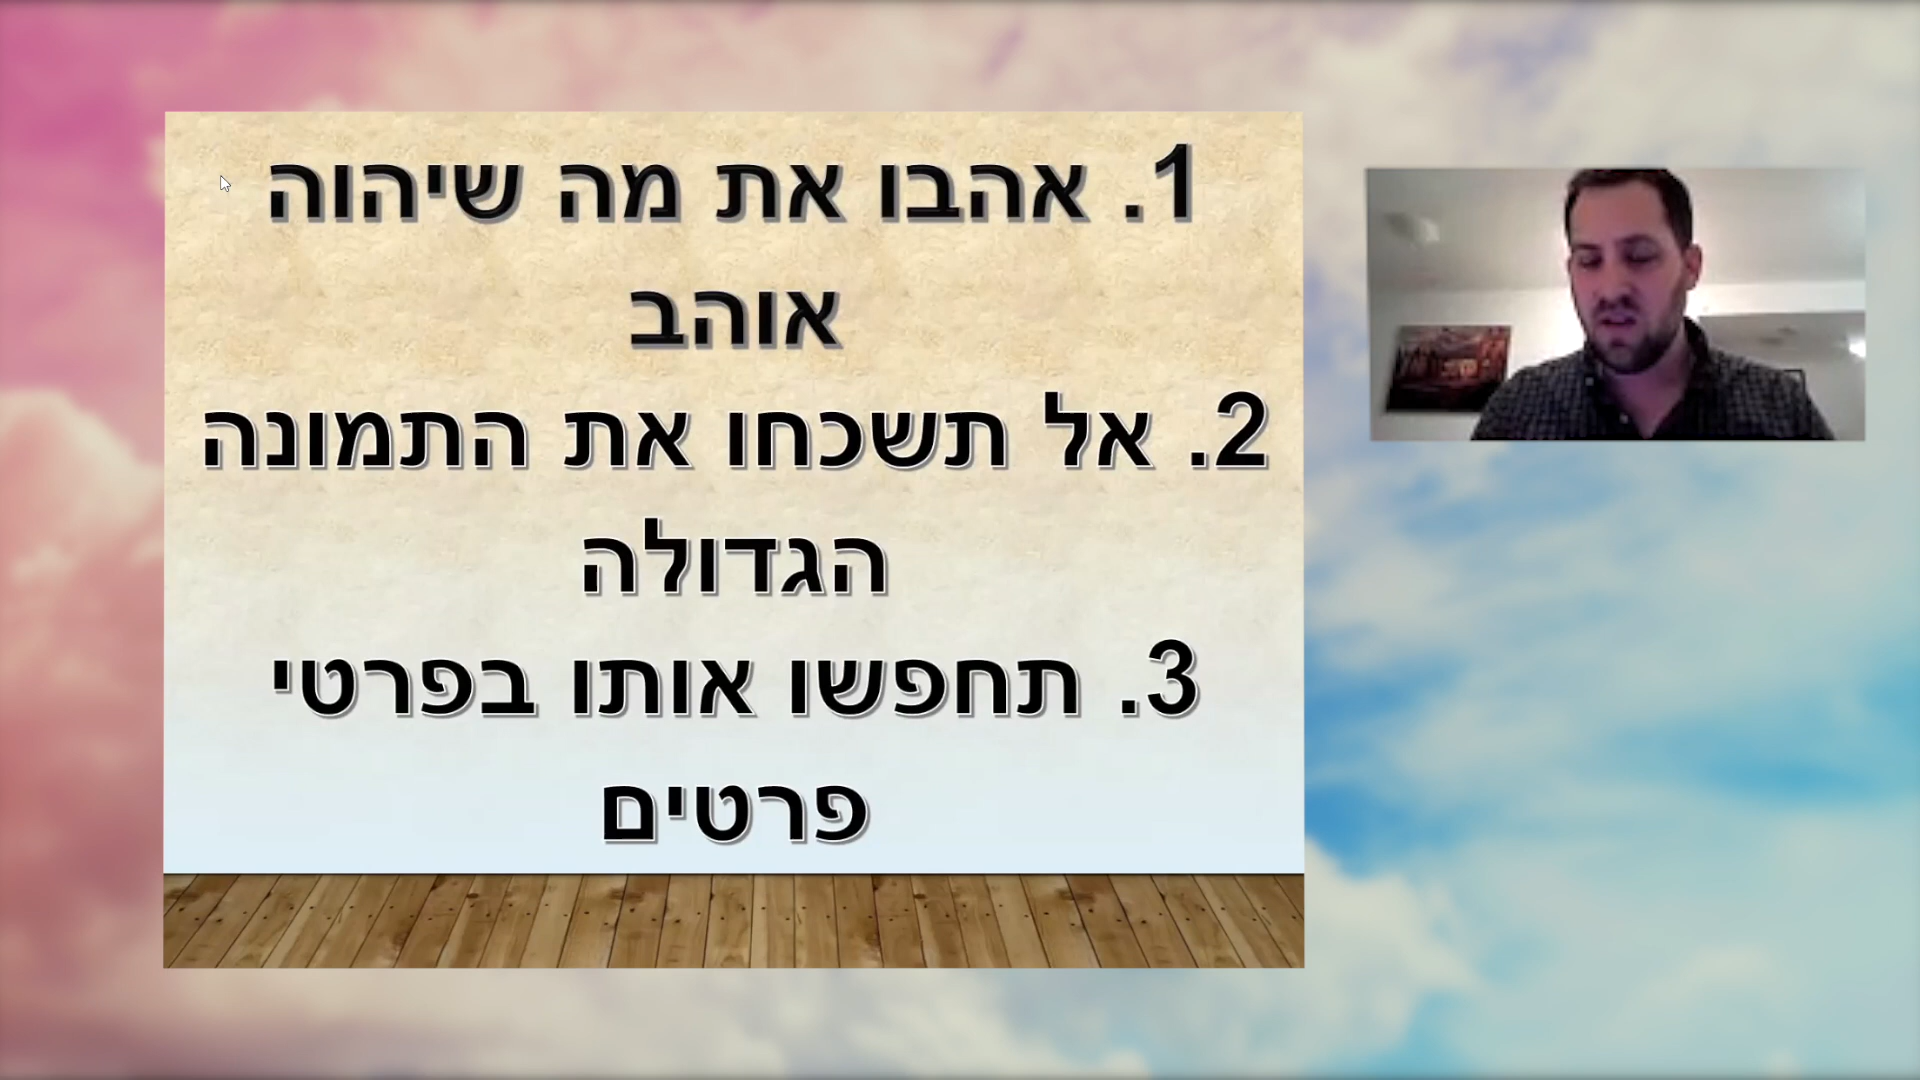 1. אהבו את מה שיהוה
אוהב
2. אל תשכחו את התמונה
הגדולה
3. תחפשו אותו בפרטי
פרטים